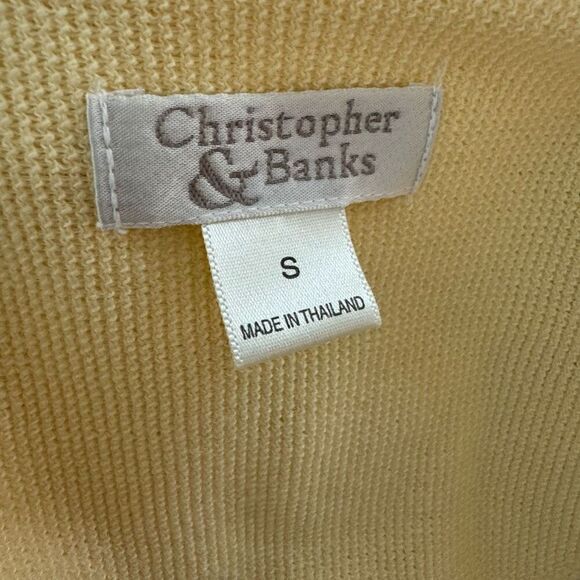 Christopher
& Banks
S
MADE IN THAILAND